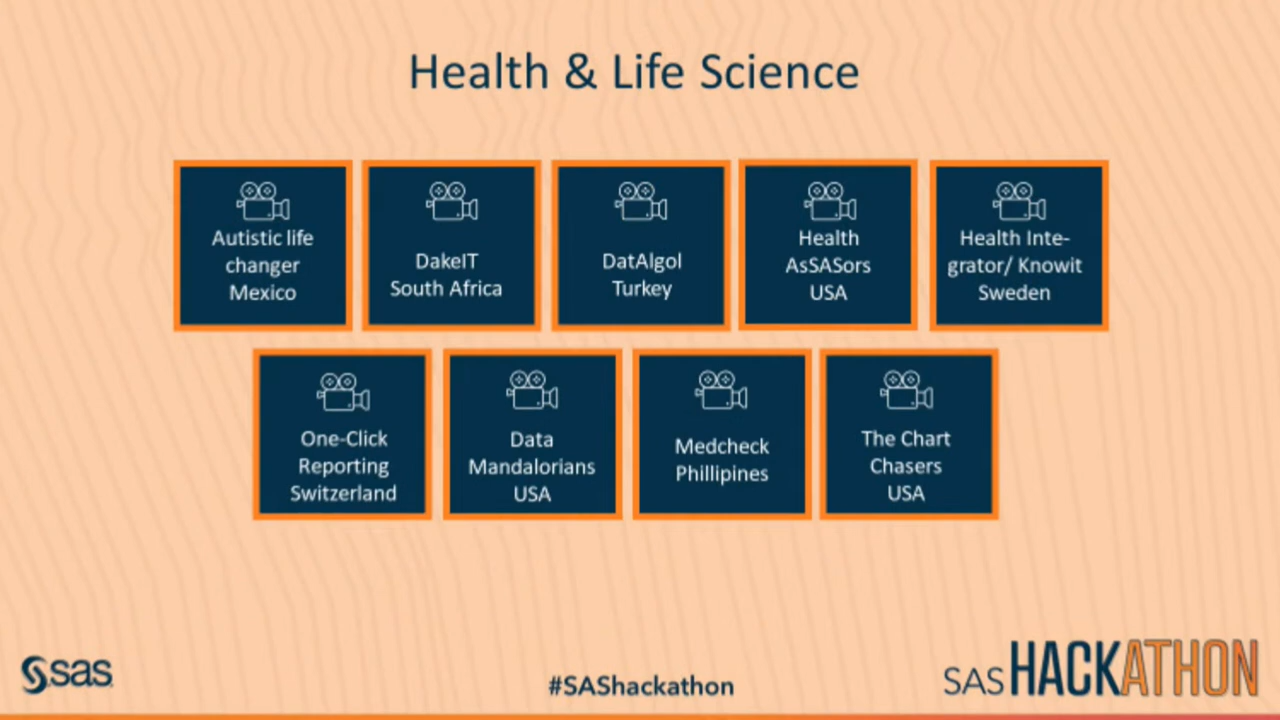 Health & Life Science
Autistic life
changer
Mexico
DakeIT
South Africa
DatAlgol
Turkey
Health
AsSASors
USA
Health Inte-
grator/ Knowit
Sweden
One-Click
Reporting
Switzerland
Data
Mandalorians
USA
Medcheck
Phillipines
The Chart
Chasers
USA
sas
#SAShackathon
SAS HACKATHON